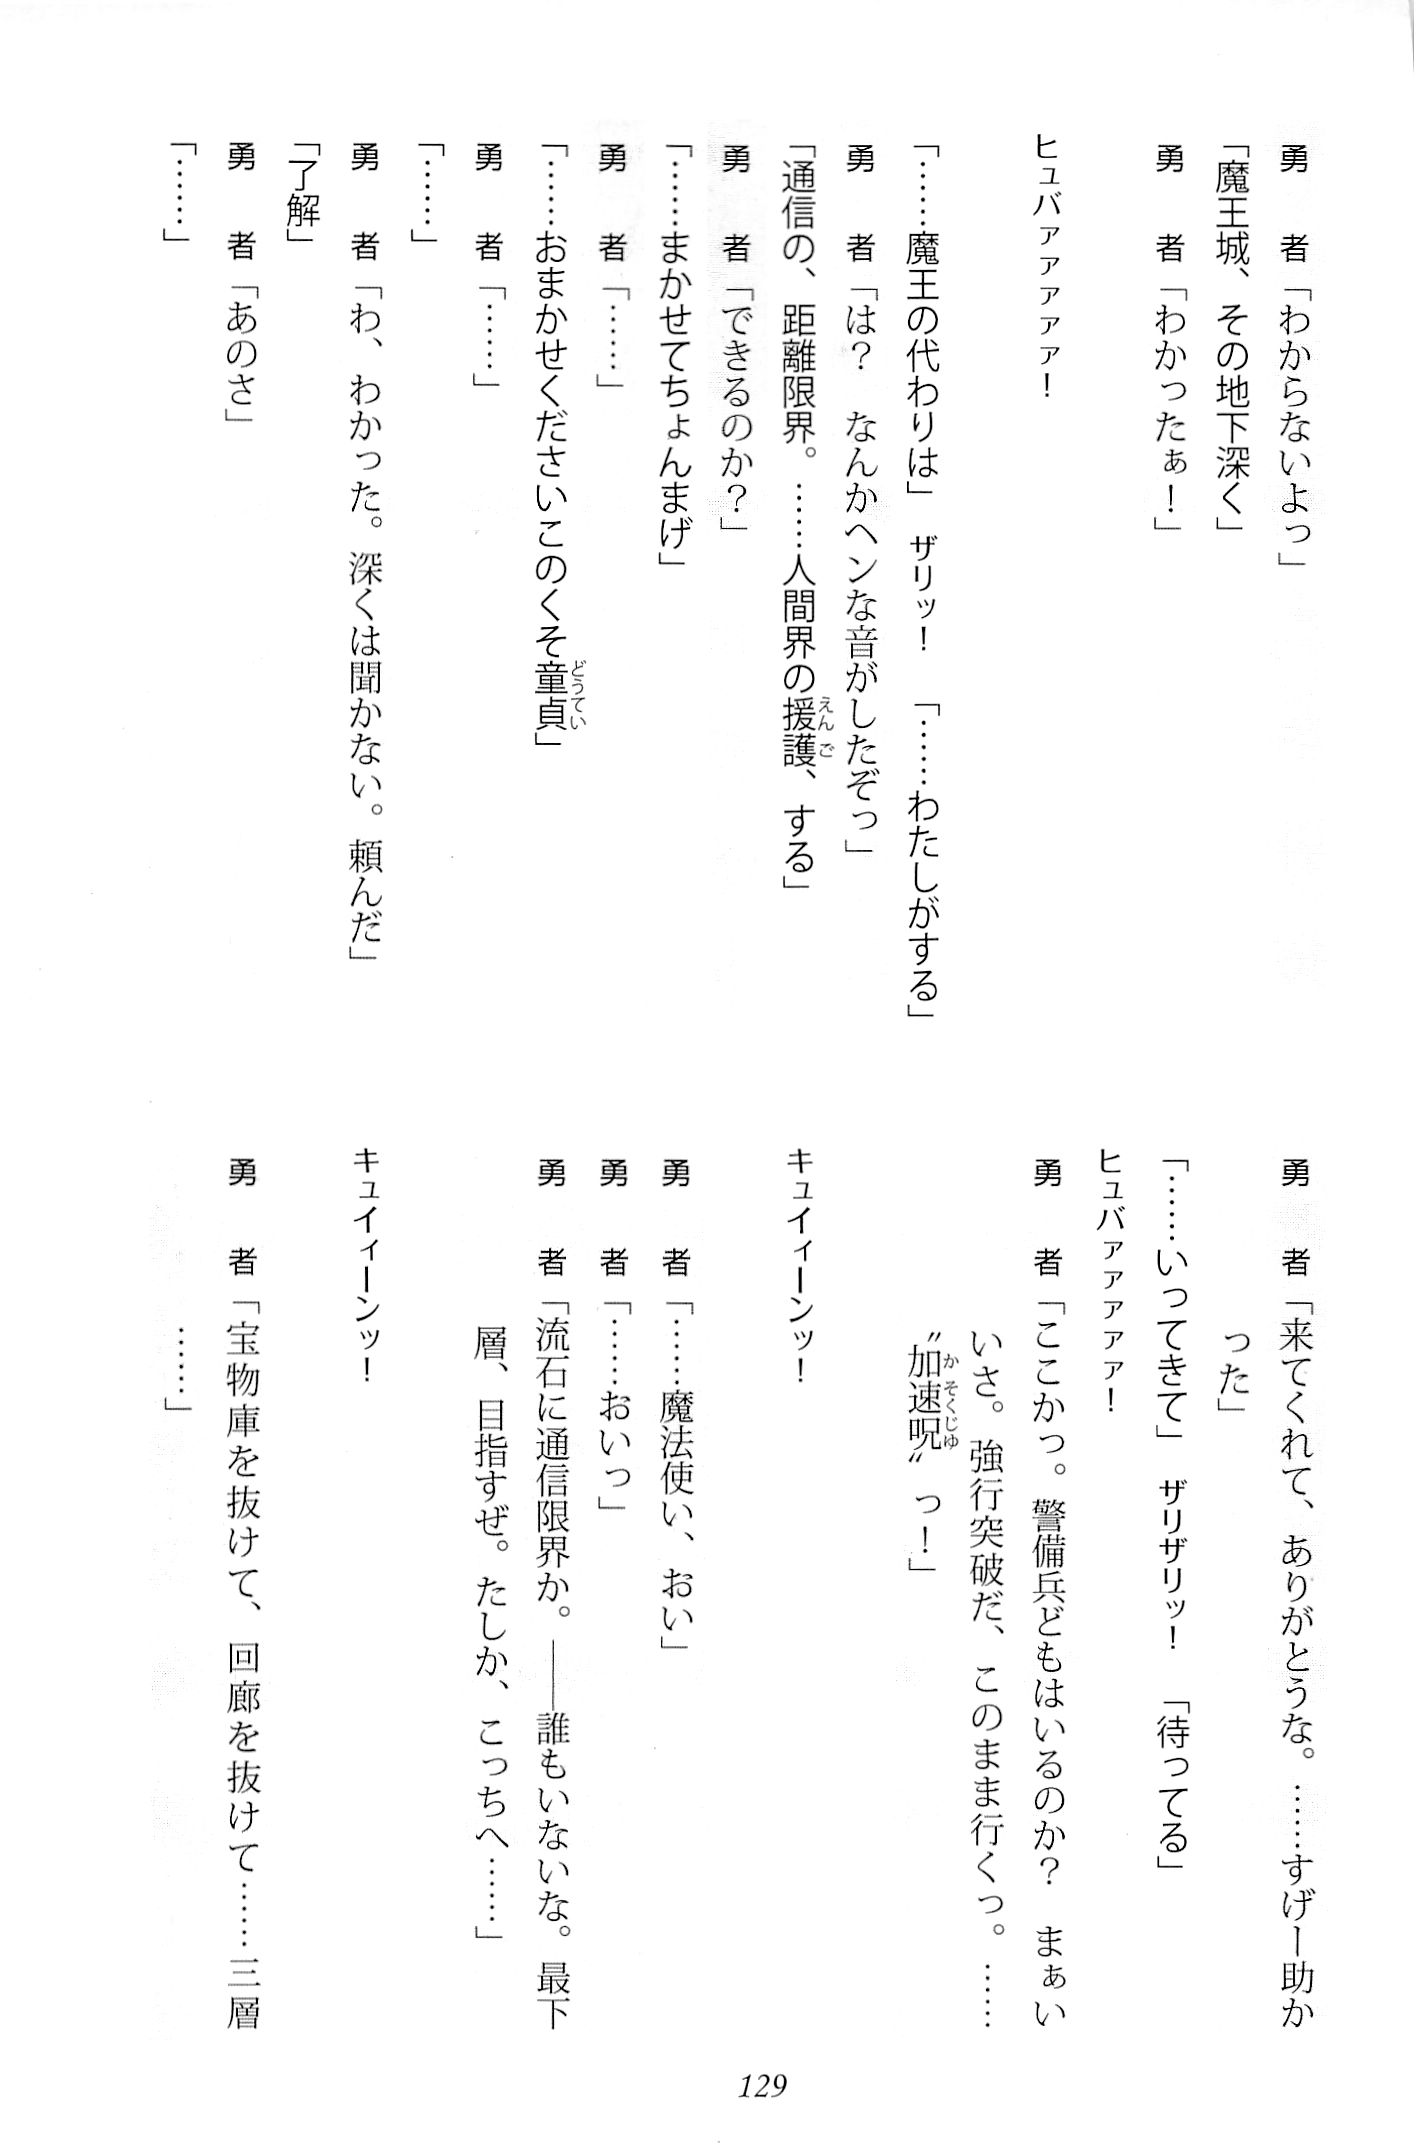 勇　者「わからないよっ」
「魔王城、その地下深く」
勇　者「わかったぁ！」
ヒュバァァァァァ！
「……魔王の代わりは」　ザリッ！　「……わたしがする」
勇　者「は？　なんかヘンな音がしたぞっ」
「通信の、距離限界。……人間界の援護、する」
勇　者「できるのか？」
「……まかせてちょんまげ」
勇　者「……」
「……おまかせくださいこのくそ童貞」
勇　者「……」
「……」
勇　者「わ、わかった。深くは聞かない。頼んだ」
「了解」
勇　者「あのさ」
「……」
勇　者「来てくれて、ありがとうな。……すげー助か
った」
「……いってきて」　ザリザリッ！　「待ってる」
ヒュバァァァァァ！
勇　者「ここかっ。警備兵どもはいるのか？　まぁい
いさ。強行突破だ、このまま行くっ。……
〝加速呪〟っ！」
キュイィーンッ！
勇　者「……魔法使い、おい」
勇　者「……おいっ」
勇　者「流石に通信限界か。――誰もいないな。最下
層、目指すぜ。たしか、こっちへ……」
キュイィーンッ！
勇　者「宝物庫を抜けて、回廊を抜けて……三層
……」
129